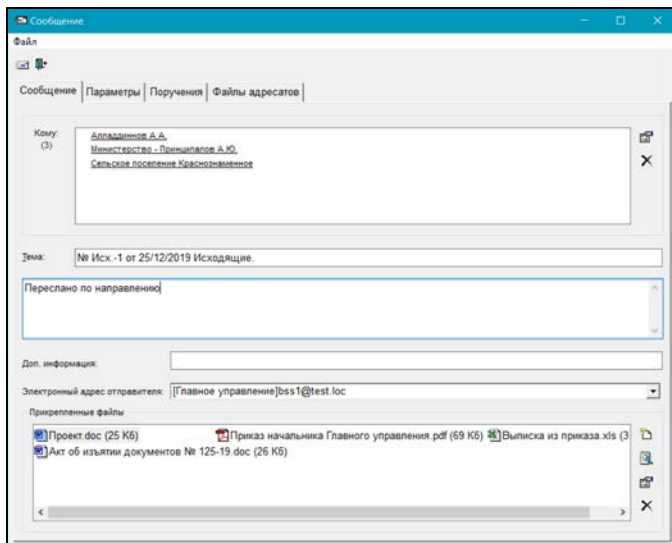 Сообщение
Файл
Сообщение Параметры Поручения Файлы адресатов
Кому:
(3)
Аппаддиннов А.А.
Министерство - Принципалов А.Ю.
Сельское поселение Краснознаменное
Тема: № Исх.-1 от 25/12/2019 Исходящие.
Переслано по направлению
Доп. информация:
Электронный адрес отправителя: [Главное управление]bss1@test.loc
Прикрепленные файлы
Проект.doc (25 Кб) Приказ начальника Главного управления.pdf (69 Кб) Выписка из приказа.xls (3
Акт об изъятии документов № 125-19.doc (26 Кб)